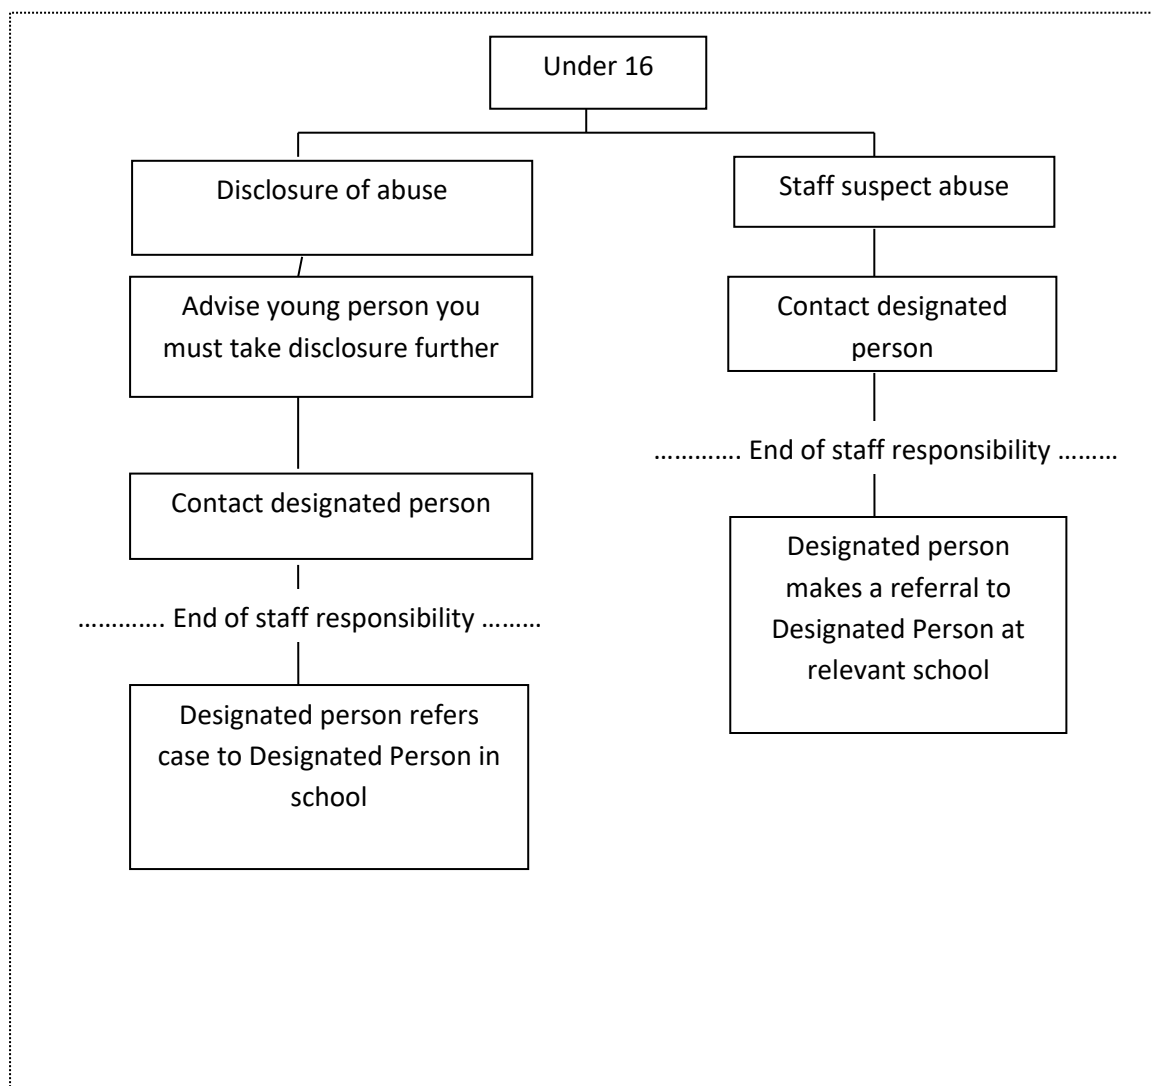 Under 16
Disclosure of abuse
Advise young person you
must take disclosure further
Contact designated person
…………. End of staff responsibility ………
Designated person refers
case to Designated Person in
school
Staff suspect abuse
Contact designated
person
…………. End of staff responsibility ………
Designated person
makes a referral to
Designated Person at
relevant school